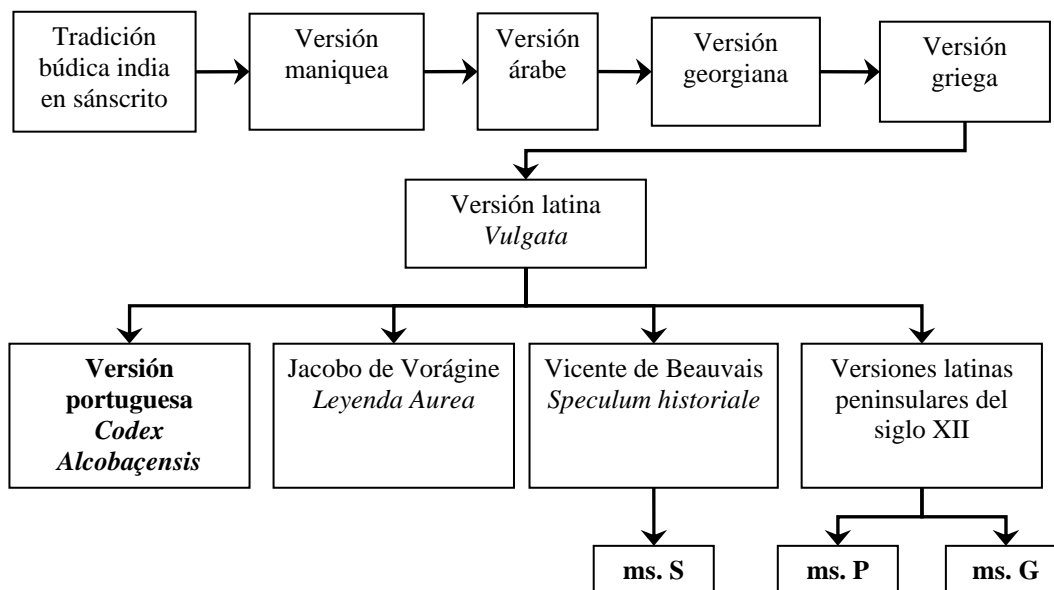 Tradición
búdica india
en sánscrito
Versión
maniquea
Versión
árabe
Versión
georgiana
Versión
griega
Versión latina
Vulgata
Versión
portuguesa
Codex
Alcobaçensis
Jacobo de Vorágine
Leyenda Aurea
Vicente de Beauvais
Speculum historiale
Versiones latinas
peninsulares del
siglo XII
ms. S
ms. P
ms. G